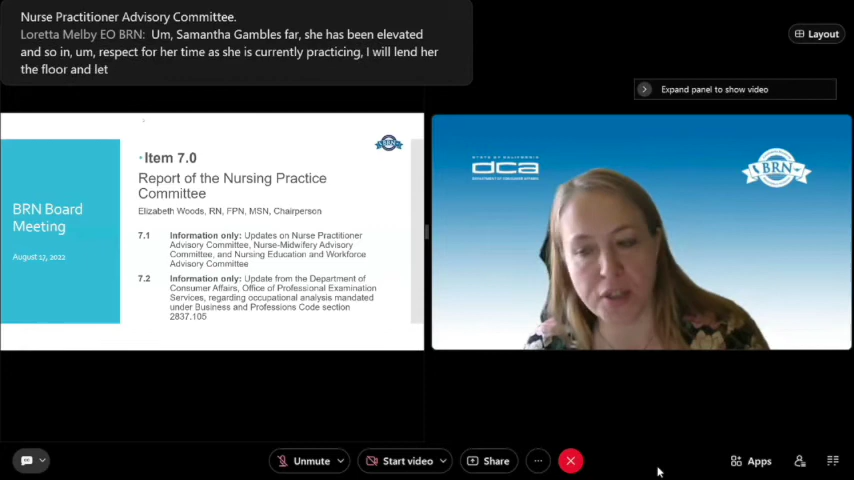 Nurse Practitioner Advisory Committee.
Loretta Melby EO BRN: Um, Samantha Gambles far, she has been elevated
and so in, um, respect for her time as she is currently practicing, I will lend her
the floor and let
Layout
Expand panel to show video
BRN Board
Meeting
August 17, 2022
BRN
•Item 7.0
Report of the Nursing Practice
Committee
Elizabeth Woods, RN, FPN, MSN, Chairperson
7.1 Information only: Updates on Nurse Practitioner
Advisory Committee, Nurse-Midwifery Advisory
Committee, and Nursing Education and Workforce
Advisory Committee
7.2 Information only: Update from the Department of
Consumer Affairs, Office of Professional Examination
Services, regarding occupational analysis mandated
under Business and Professions Code section
2837.105
STATE OF CALIFORNIA
dca
DEPARTMENT OF CONSUMER AFFAIRS
BRN
Unmute
Start video
Share
Apps